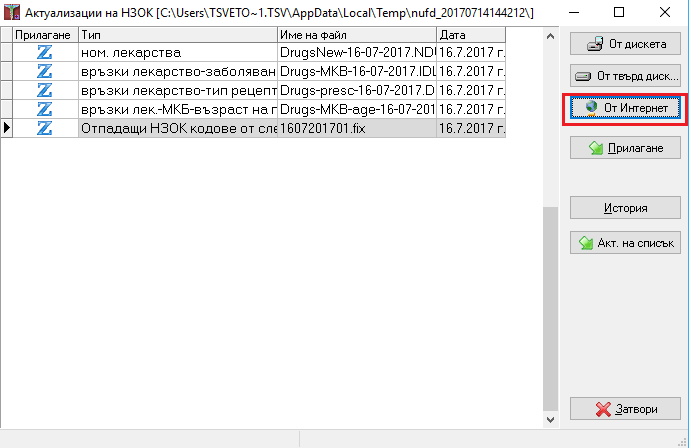 Актуализации на НЗОК [C:\Users\TSVETO~1.TSV\AppData\Local\Temp\nufd_20170714144212\]
Прилагане Тип Име на Файл Дата
ном. лекарства DrugsNew-16-07-2017.NDU 16.7.2017 г.
връзки лекарство-заболяван DrugsNew-MKB-16-07-2017.IDL 16.7.2017 г.
връзки лекарство-тип рецепт Drugs-presc-16-07-2017.D 16.7.2017 г.
връзки лек.-МКБ-възраст на г Drugs-MKB-age-16-07-201 16.7.2017 г.
Отпадащи НЗОК кодове от сле 1607201701.fix 16.7.2017 г.
От дискета
От твърд диск...
От Интернет
Прилагане
История
Акт. на списък
Затвори